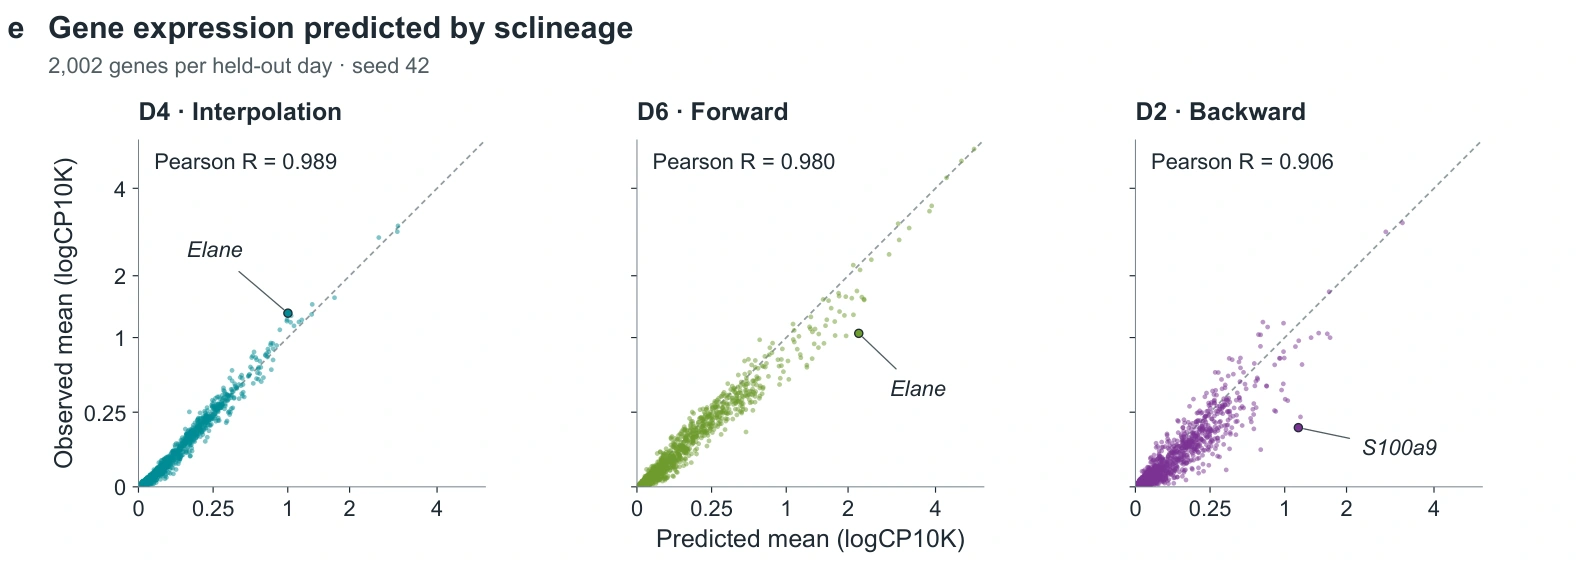 e Gene expression predicted by sclineage
2,002 genes per held-out day · seed 42
D4 · Interpolation
Pearson R = 0.989
Observed mean (logCP10K)
4
2
1
0.25
0
Elane
0 0.25 1 2 4
D6 · Forward
Pearson R = 0.980
Elane
0 0.25 1 2 4
Predicted mean (logCP10K)
D2 · Backward
Pearson R = 0.906
S100a9
0 0.25 1 2 4